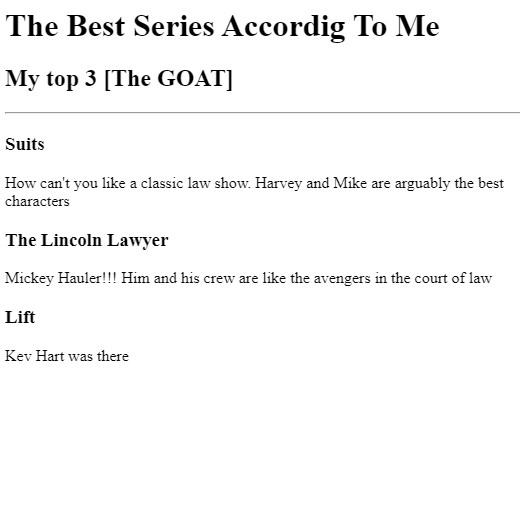 The Best Series Accordig To Me
My top 3 [The GOAT]
Suits
How can't you like a classic law show. Harvey and Mike are arguably the best
characters
The Lincoln Lawyer
Mickey Hauler!!! Him and his crew are like the avengers in the court of law
Lift
Kev Hart was there